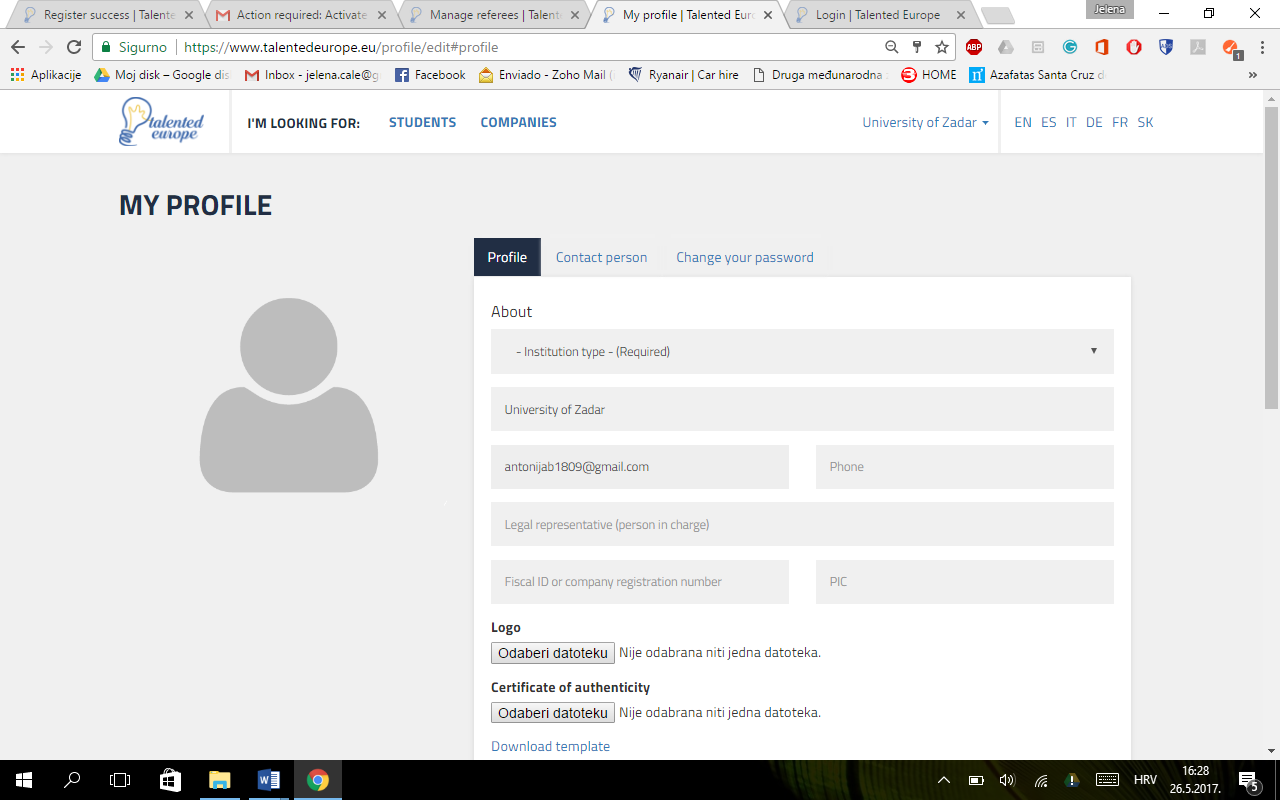 Register success | Talente
Action required: Activate
Manage referees | Talente
My profile | Talented Euro
Login | Talented Europe
Jelena
Sigurno
https://www.talentedeurope.eu/profile/edit#profile
ABP
1
Aplikacije
Moj disk – Google dis
Inbox - jelena.cale@g
Facebook
Enviado - Zoho Mail (
Ryanair | Car hire
Druga međunarodna
HOME
Azafatas Santa Cruz d
»
talented
europe
I'M LOOKING FOR:
STUDENTS
COMPANIES
University of Zadar
EN ES IT DE FR SK
MY PROFILE
Profile
Contact person
Change your password
About
- Institution type - (Required)
University of Zadar
antonijab1809@gmail.com
Phone
Legal representative (person in charge)
Fiscal ID or company registration number
PIC
Logo
Odaberi datoteku Nije odabrana niti jedna datoteka.
Certificate of authenticity
Odaberi datoteku Nije odabrana niti jedna datoteka.
Download template
HRV
16:28
26.5.2017.
5